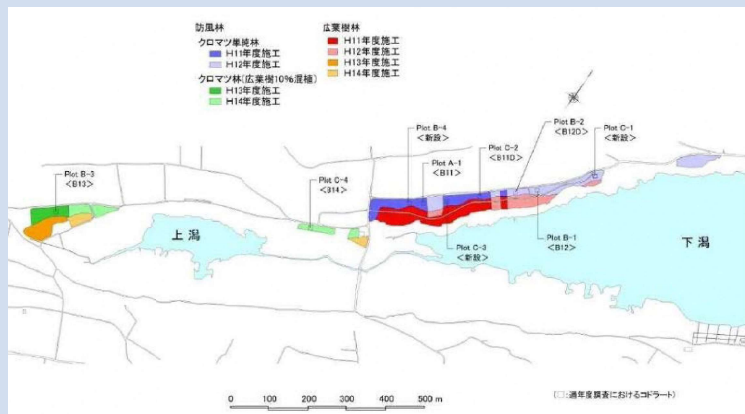 防風林
クロマツ単純林
H11年度施工
H12年度施工
クロマツ林(広葉樹10%混植)
H13年度施工
H14年度施工
広葉樹林
H11年度施工
H12年度施工
H13年度施工
H14年度施工
Plot B-3
<B13>
Plot C-4
<B14>
Plot B-4
<新設>
Plot A-1
<B11>
Plot C-2
<B11D>
Plot B-2
<B12D>
Plot C-1
<新設>
Plot C-3
<新設>
Plot B-1
<B12>
上潟
下潟
0 100 200 300 400 500 m
(□:過年度調査におけるコドラート)